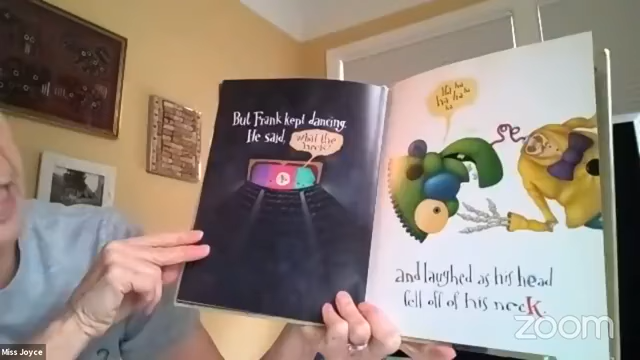 But Frank kept dancing.
He said,
what the
heck?
Ha ha
ha ha ha
ha
and laughed as his head
fell off of his neck.
Miss Joyce
zoom